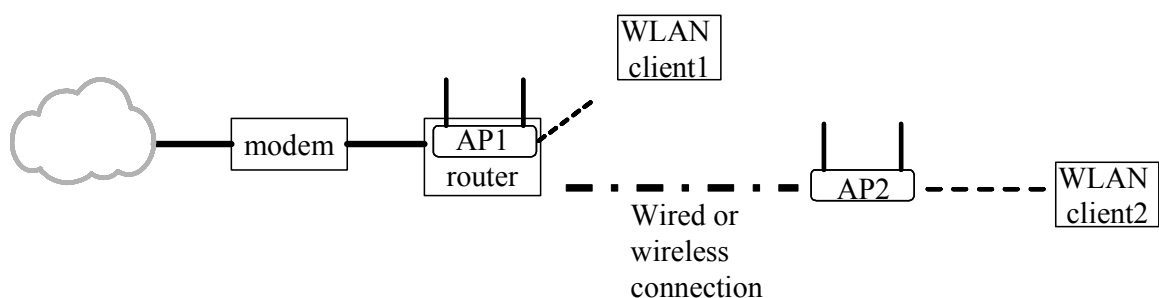 WLAN
client1
modem
AP1
router
AP2
WLAN
client2
Wired or
wireless
connection